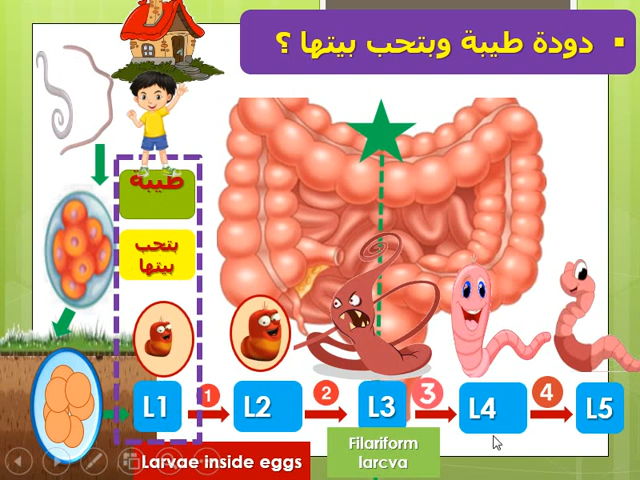 دودة طيبة وبتحب بيتها ؟
طيبة
بتحب
بيتها
L1
1
L2
2
L3
3
L4
4
L5
Larvae inside eggs
Filariform
larcva